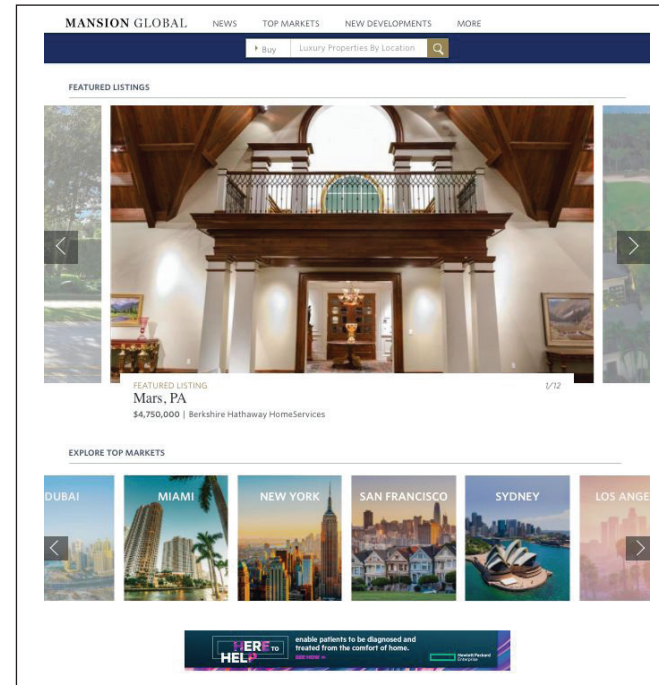 MANSION GLOBAL NEWS TOP MARKETS NEW DEVELOPMENTS MORE
Buy Luxury Properties By Location
FEATURED LISTINGS
FEATURED LISTING 1/12
Mars, PA
$4,750,000 | Berkshire Hathaway HomeServices
EXPLORE TOP MARKETS
DUBAI MIAMI NEW YORK SAN FRANCISCO SYDNEY LOS ANGE
HERE TO
HELP
enable patients to be diagnosed and
treated from the comfort of home.
SEE HOW
Hewlett Packard
Enterprise